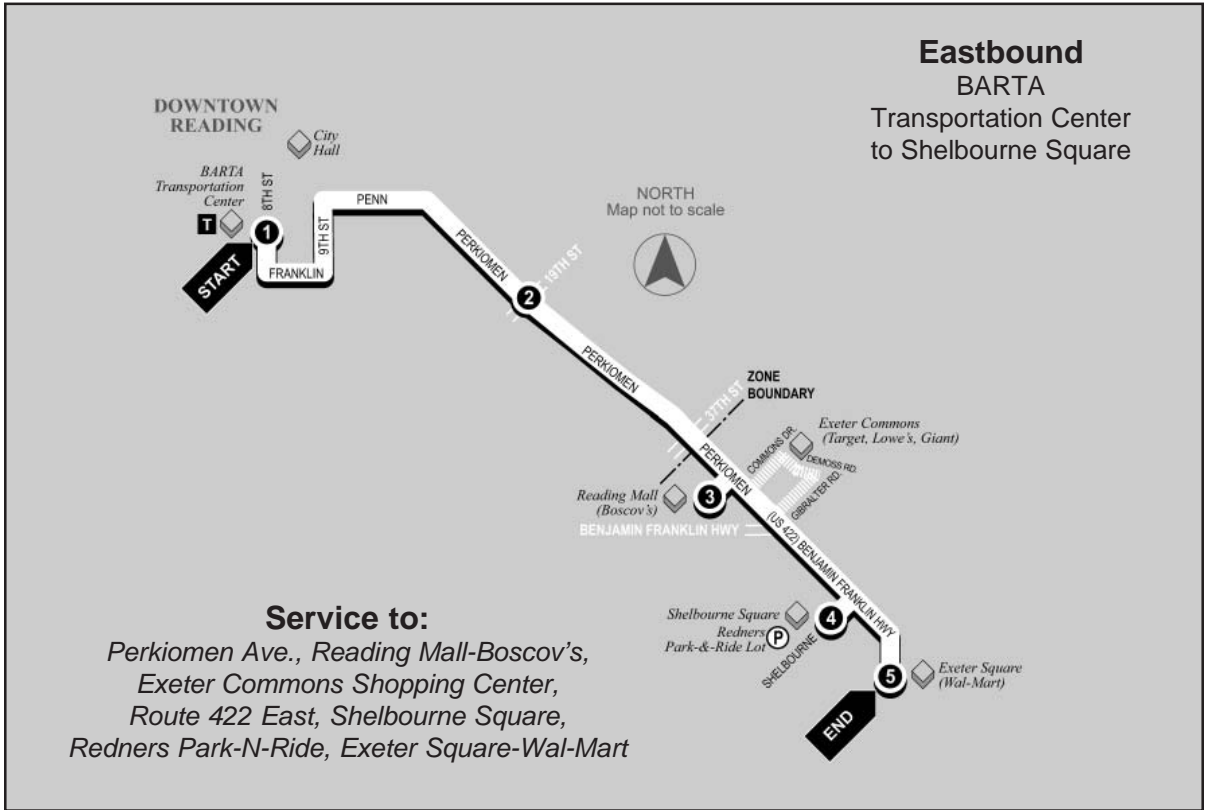 Eastbound
BARTA
Transportation Center
to Shelbourne Square
DOWNTOWN
READING
City
Hall
BARTA
Transportation
Center
T
8TH ST
1
START
FRANKLIN
9TH ST
PENN
NORTH
Map not to scale
PERKIOMEN
19TH ST
2
PERKIOMEN
37TH ST
ZONE
BOUNDARY
Exeter Commons
(Target, Lowe's, Giant)
COMMONS DR.
DEMOSS RD.
GIBRALTER RD.
PERKIOMEN
Reading Mall
(Boscov's)
3
BENJAMIN FRANKLIN HWY
(US 422) BENJAMIN FRANKLIN HWY
Shelbourne Square
Redners
Park-&-Ride Lot
P
SHELBOURNE
4
5
Exeter Square
(Wal-Mart)
END
Service to:
Perkiomen Ave., Reading Mall-Boscov's,
Exeter Commons Shopping Center,
Route 422 East, Shelbourne Square,
Redners Park-N-Ride, Exeter Square-Wal-Mart